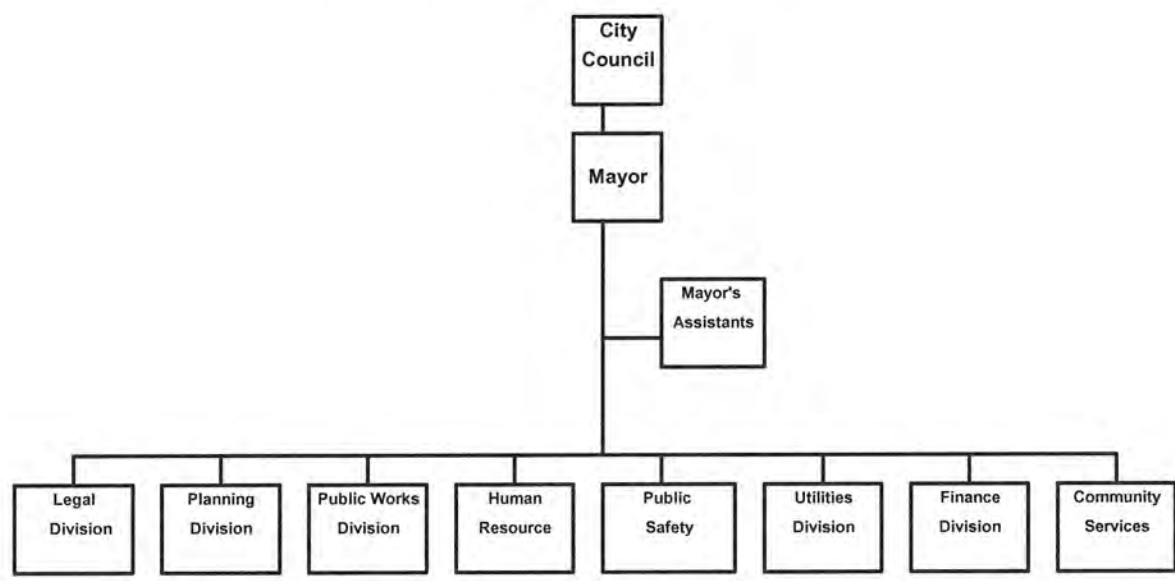 City
Council
Mayor
Mayor's
Assistants
Legal
Division
Planning
Division
Public Works
Division
Human
Resource
Public
Safety
Utilities
Division
Finance
Division
Community
Services